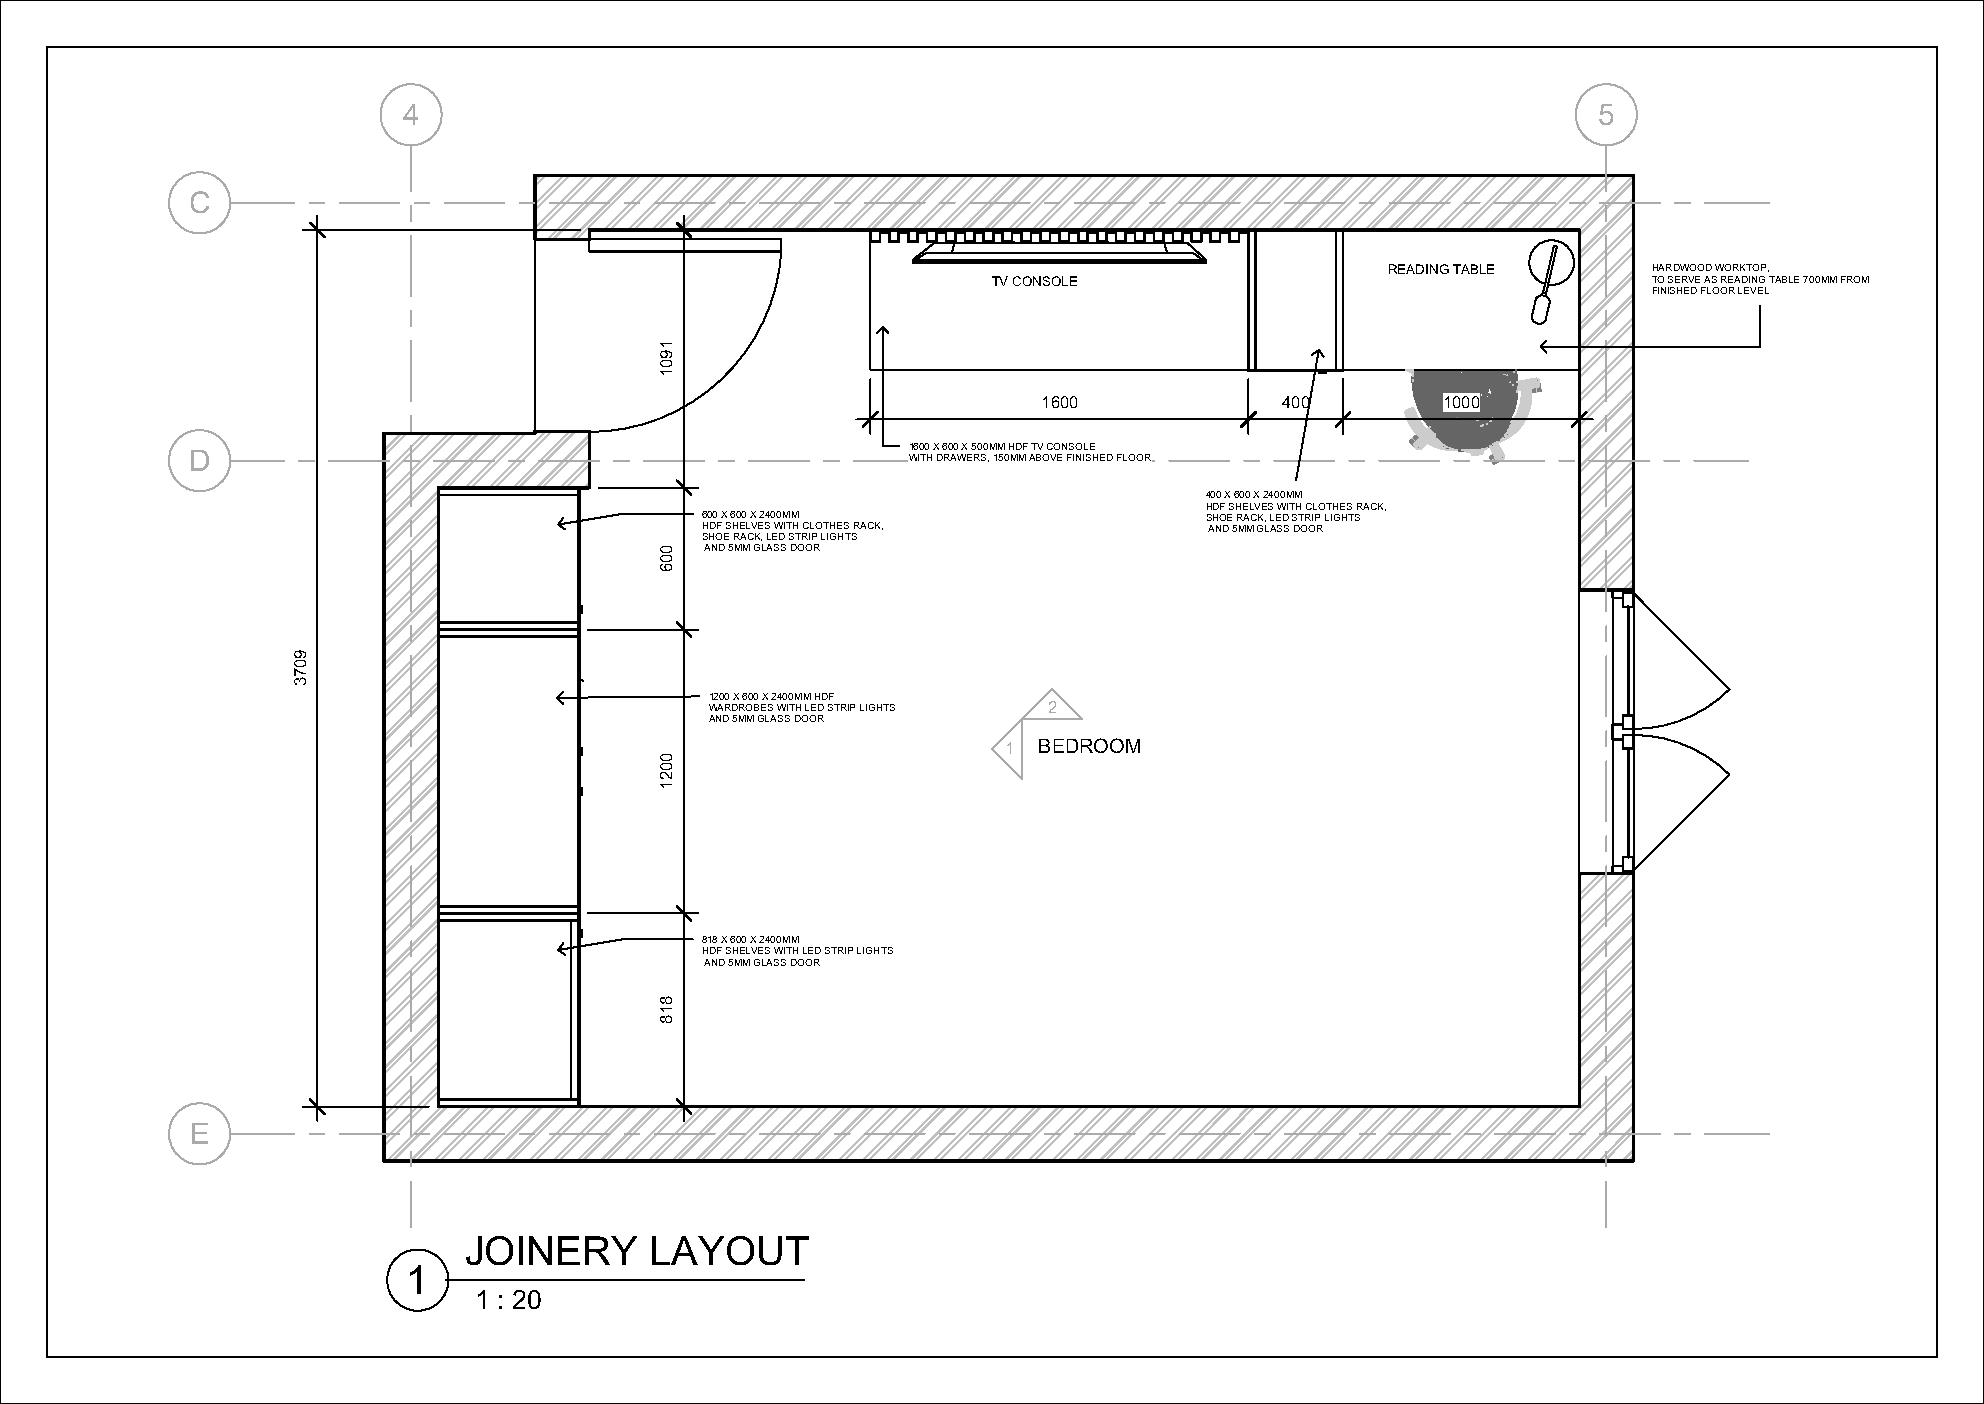 4
5
C
D
E
TV CONSOLE
READING TABLE
HARDWOOD WORKTOP,
TO SERVE AS READING TABLE 700MM FROM
FINISHED FLOOR LEVEL
1091
1600
400
1000
1600 X 600 X 500MM HDF TV CONSOLE
WITH DRAWERS, 150MM ABOVE FINISHED FLOOR
400 X 600 X 2400MM
HDF SHELVES WITH CLOTHES RACK,
SHOE RACK, LED STRIP LIGHTS
AND 5MM GLASS DOOR
600 X 600 X 2400MM
HDF SHELVES WITH CLOTHES RACK,
SHOE RACK, LED STRIP LIGHTS
AND 5MM GLASS DOOR
600
3709
1200 X 600 X 2400MM HDF
WARDROBES WITH LED STRIP LIGHTS
AND 5MM GLASS DOOR
2
1
BEDROOM
1200
818 X 600 X 2400MM
HDF SHELVES WITH LED STRIP LIGHTS
AND 5MM GLASS DOOR
818
1
JOINERY LAYOUT
1 : 20